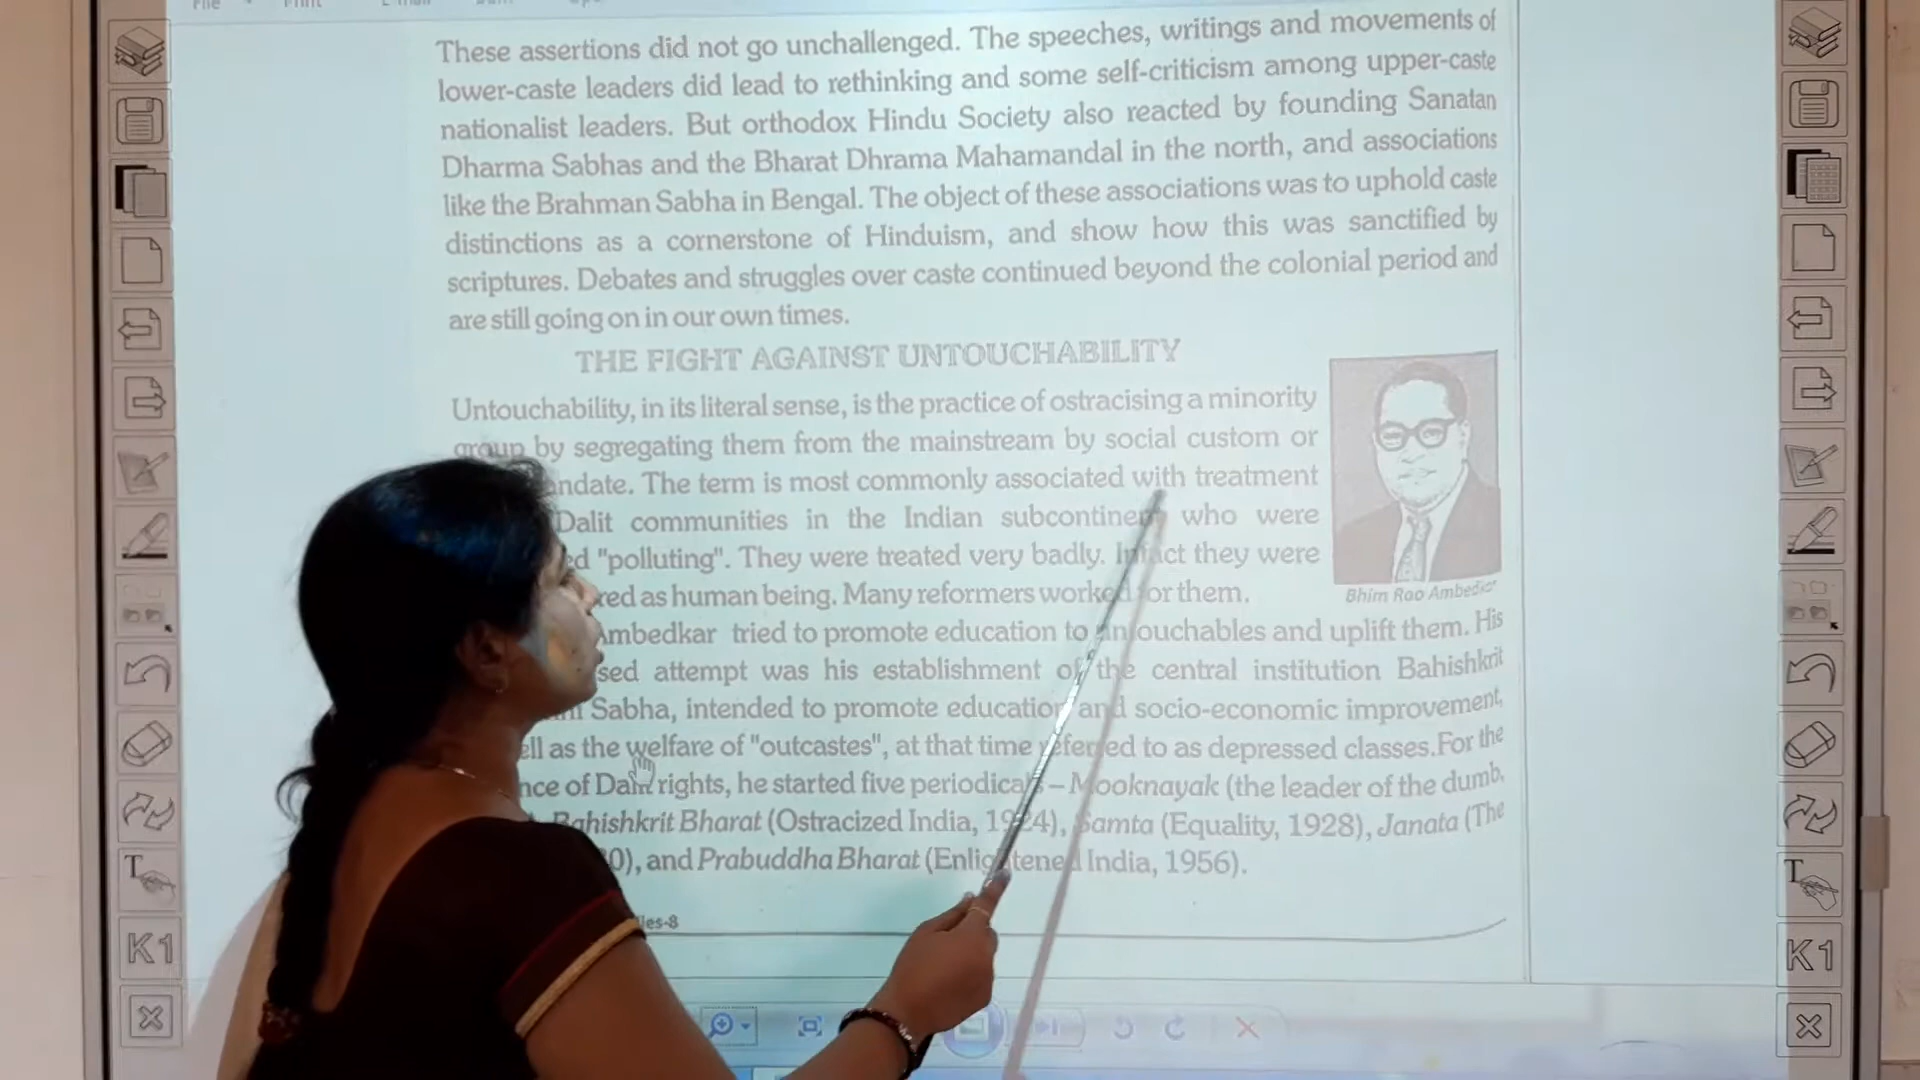 File Print E-mail
These assertions did not go unchallenged. The speeches, writings and movements of
lower-caste leaders did lead to rethinking and some self-criticism among upper-caste
nationalist leaders. But orthodox Hindu Society also reacted by founding Sanatan
Dharma Sabhas and the Bharat Dhrama Mahamandal in the north, and associations
like the Brahman Sabha in Bengal. The object of these associations was to uphold caste
distinctions as a cornerstone of Hinduism, and show how this was sanctified by
scriptures. Debates and struggles over caste continued beyond the colonial period and
are still going on in our own times.
THE FIGHT AGAINST UNTOUCHABILITY
Untouchability, in its literal sense, is the practice of ostracising a minority
group by segregating them from the mainstream by social custom or
andate. The term is most commonly associated with treatment
Dalit communities in the Indian subcontinent who were
ed "polluting". They were treated very badly. Infact they were
red as human being. Many reformers worked for them.
Bhim Rao Ambedkar
Ambedkar tried to promote education to untouchables and uplift them. His
sed attempt was his establishment of the central institution Bahishkrit
Sabha, intended to promote education and socio-economic improvement,
ell as the welfare of "outcastes", at that time referred to as depressed classes.For the
nce of Dalit rights, he started five periodicals – Mooknayak (the leader of the dumb,
Bahishkrit Bharat (Ostracized India, 1924), Samta (Equality, 1928), Janata (The
0), and Prabuddha Bharat (Enlightened India, 1956).
les-8
T T
K1 K1